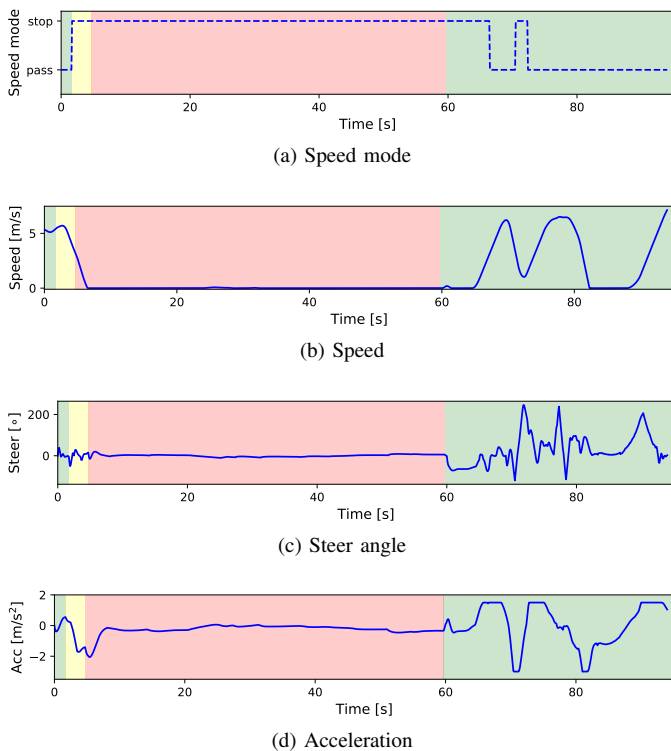 stop
pass
Speed mode
0 20 40 60 80
Time [s]
(a) Speed mode
5
0
Speed [m/s]
0 20 40 60 80
Time [s]
(b) Speed
200
0
Steer [∘]
0 20 40 60 80
Time [s]
(c) Steer angle
2
0
−2
Acc [m/s²]
0 20 40 60 80
Time [s]
(d) Acceleration